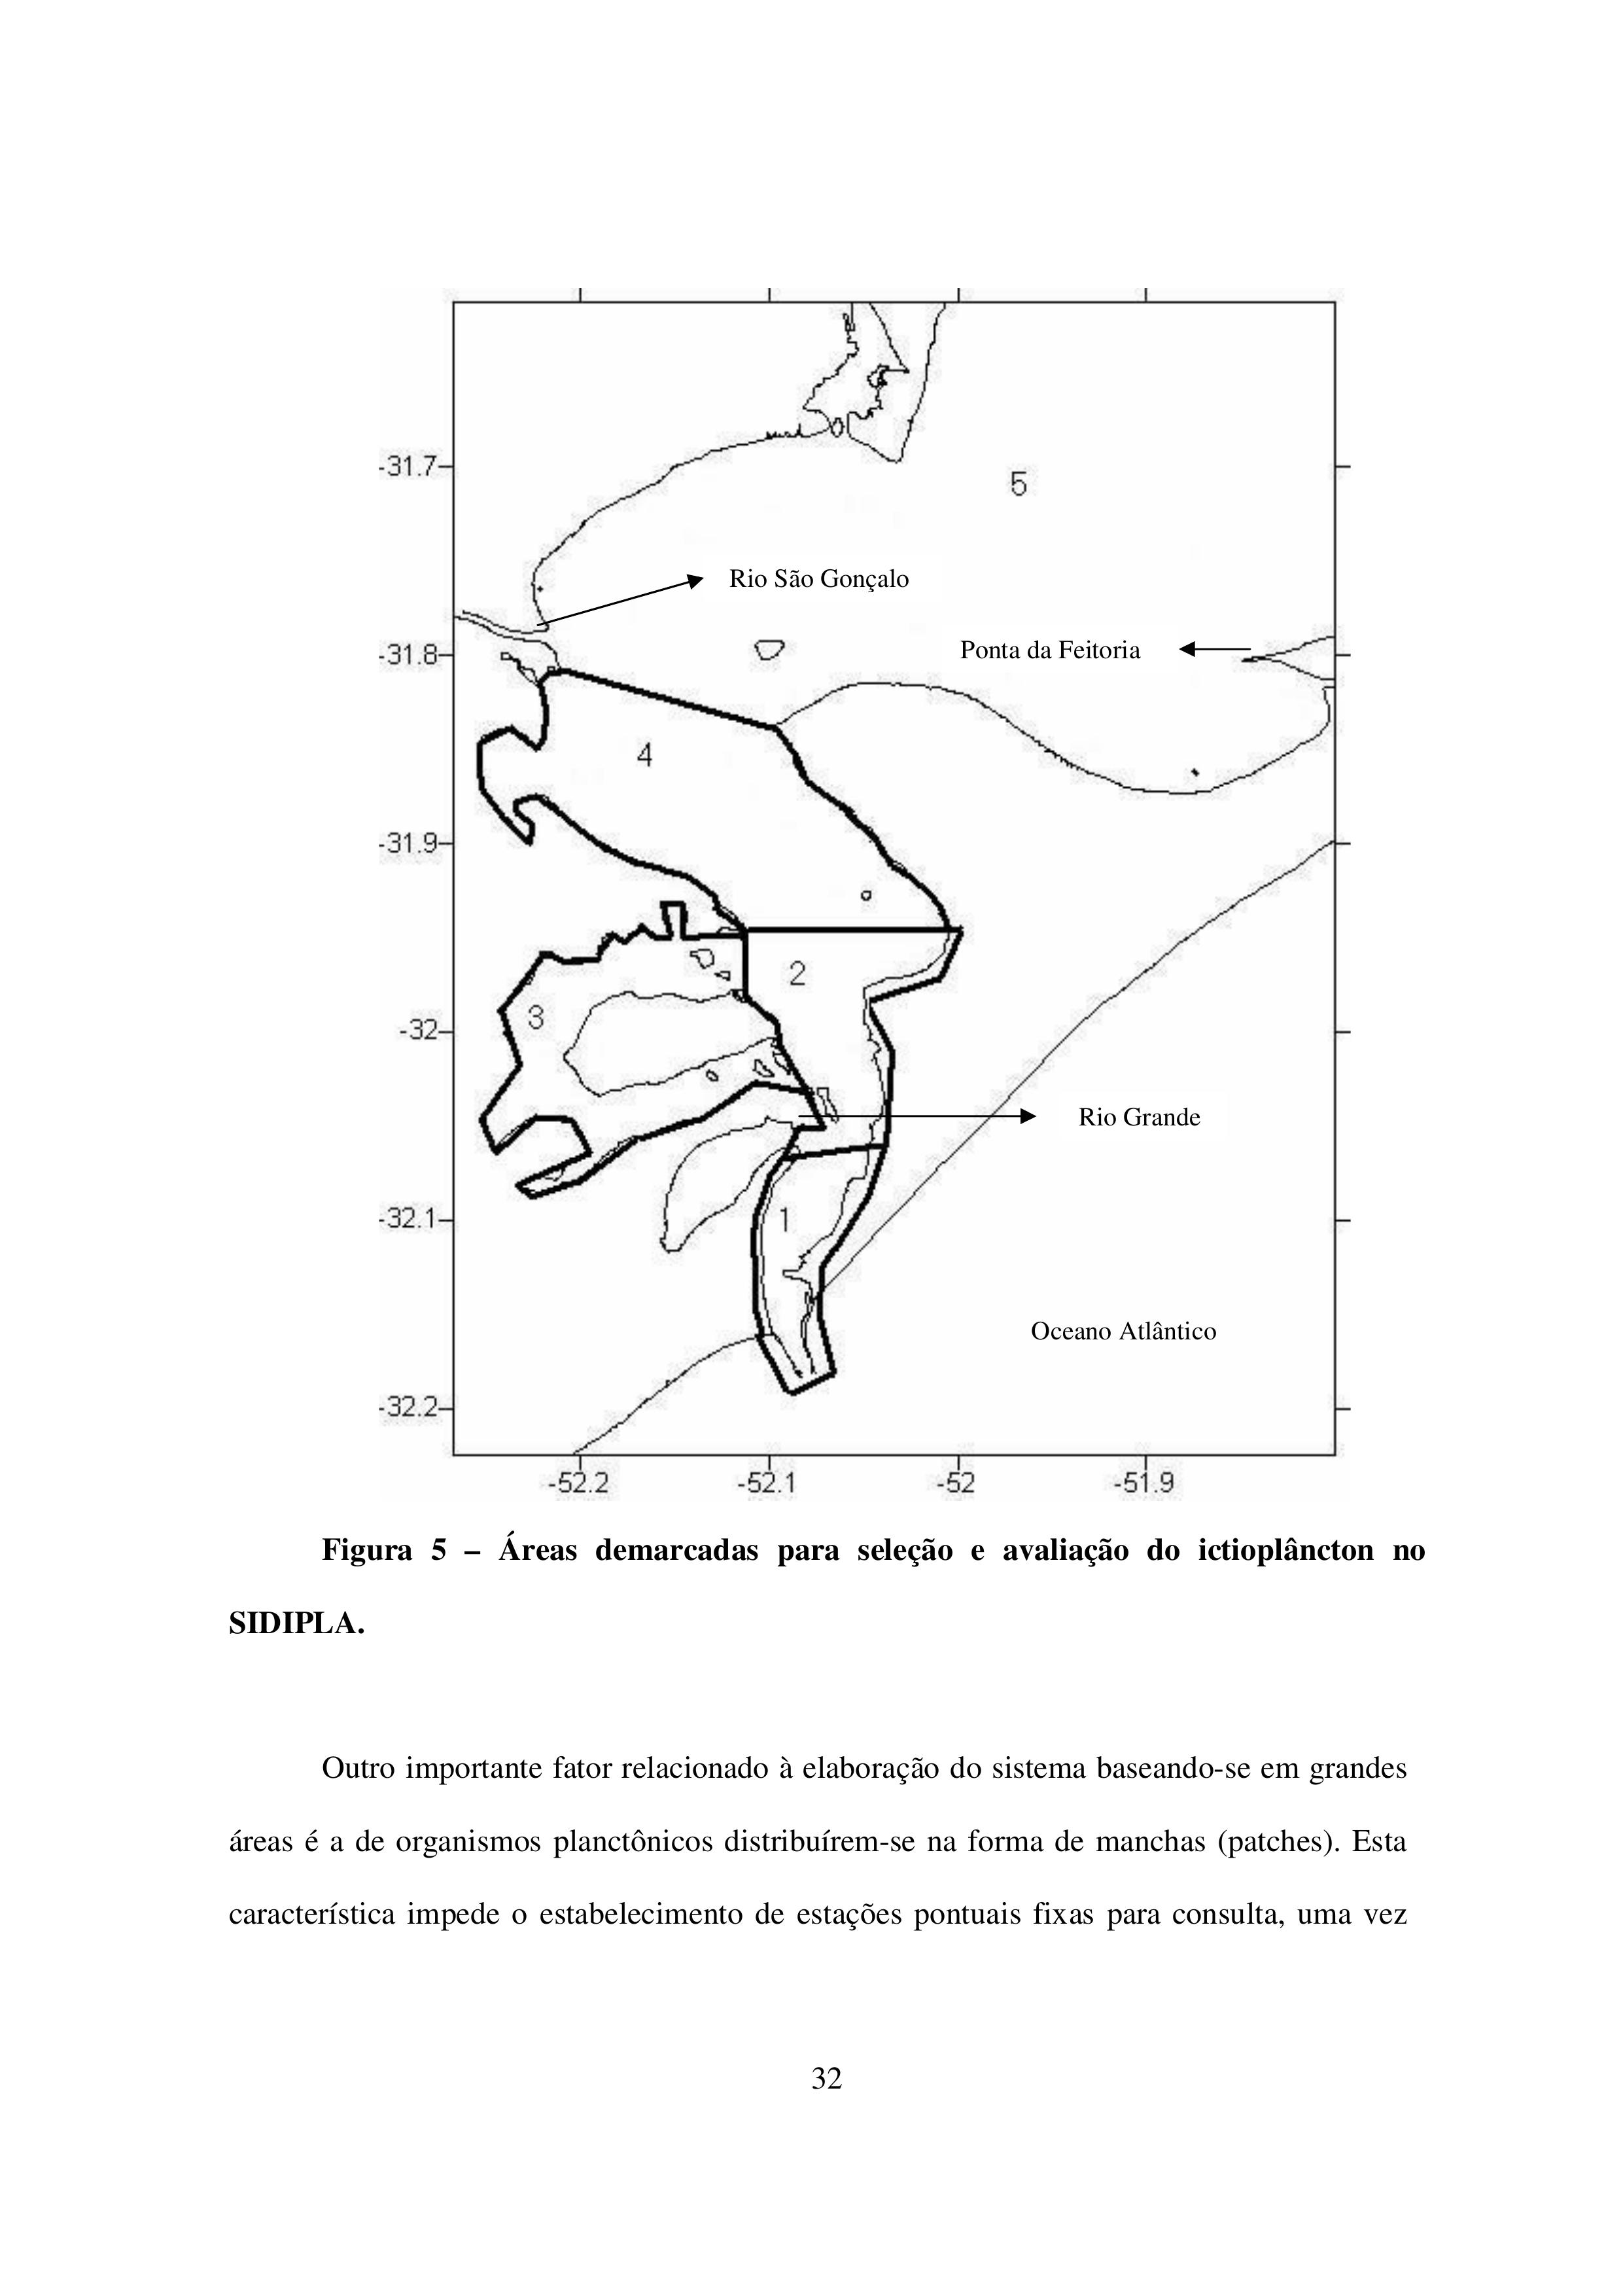 5
-31.7
Rio São Gonçalo
Ponta da Feitoria
-31.8
4
-31.9
2
3
-32
Rio Grande
1
-32.1
Oceano Atlântico
-32.2
-52.2 -52.1 -52 -51.9
Figura 5 – Áreas demarcadas para seleção e avaliação do ictioplâncton no
SIDIPLA.
Outro importante fator relacionado à elaboração do sistema baseando-se em grandes
áreas é a de organismos planctônicos distribuírem-se na forma de manchas (patches). Esta
característica impede o estabelecimento de estações pontuais fixas para consulta, uma vez
32